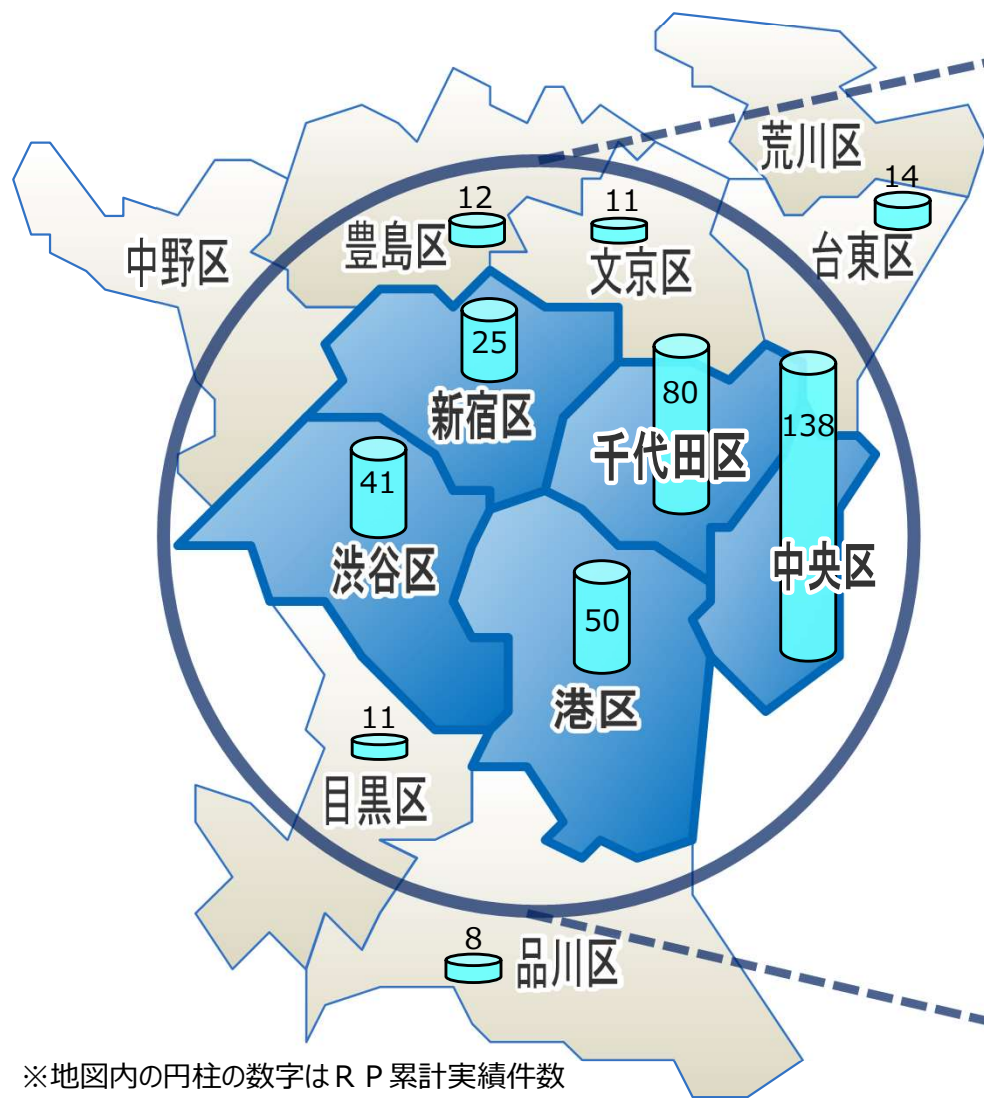 荒川区
14
台東区
12
豊島区
11
文京区
中野区
25
新宿区
80
千代田区
138
中央区
41
渋谷区
50
港区
11
目黒区
8
品川区
※地図内の円柱の数字はＲＰ累計実績件数